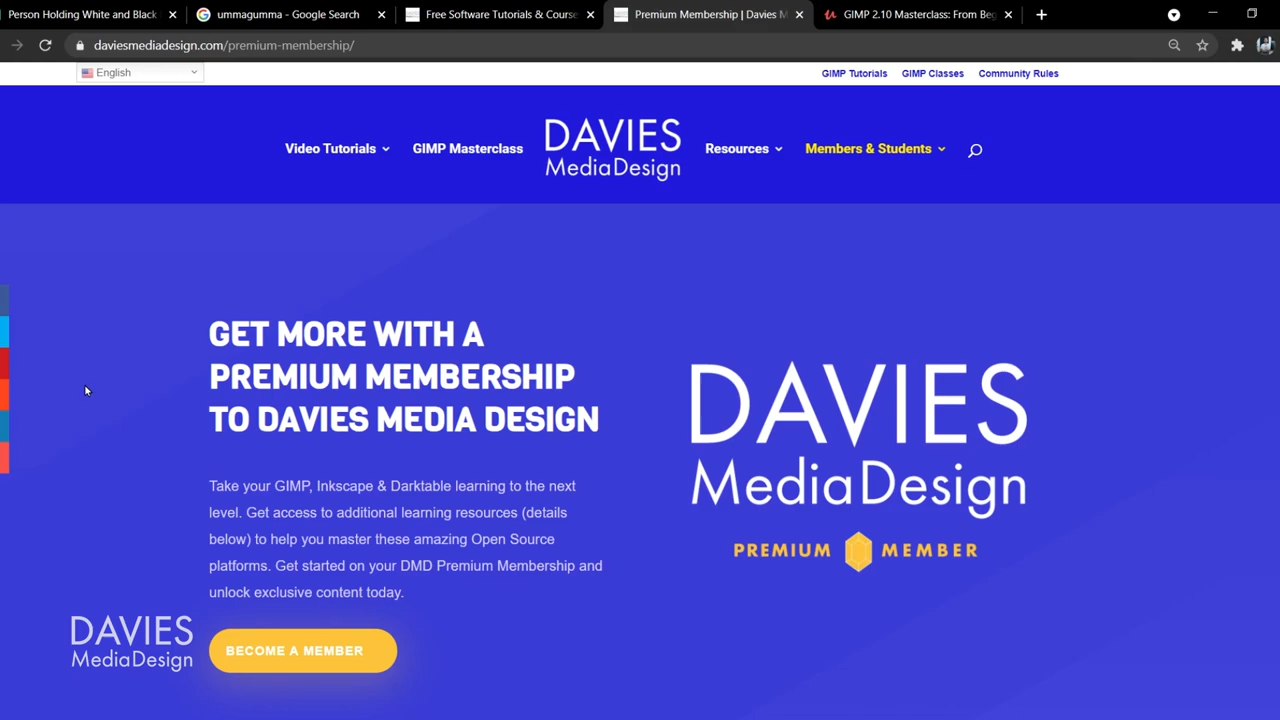 Person Holding White and Black
ummagumma - Google Search
Free Software Tutorials & Course
Premium Membership | Davies M
GIMP 2.10 Masterclass: From Beg
daviesmediadesign.com/premium-membership/
English
GIMP Tutorials
GIMP Classes
Community Rules
Video Tutorials
GIMP Masterclass
DAVIES
MediaDesign
Resources
Members & Students
GET MORE WITH A
PREMIUM MEMBERSHIP
TO DAVIES MEDIA DESIGN
Take your GIMP, Inkscape & Darktable learning to the next
level. Get access to additional learning resources (details
below) to help you master these amazing Open Source
platforms. Get started on your DMD Premium Membership and
unlock exclusive content today.
BECOME A MEMBER
DAVIES
MediaDesign
PREMIUM MEMBER
DAVIES
MediaDesign